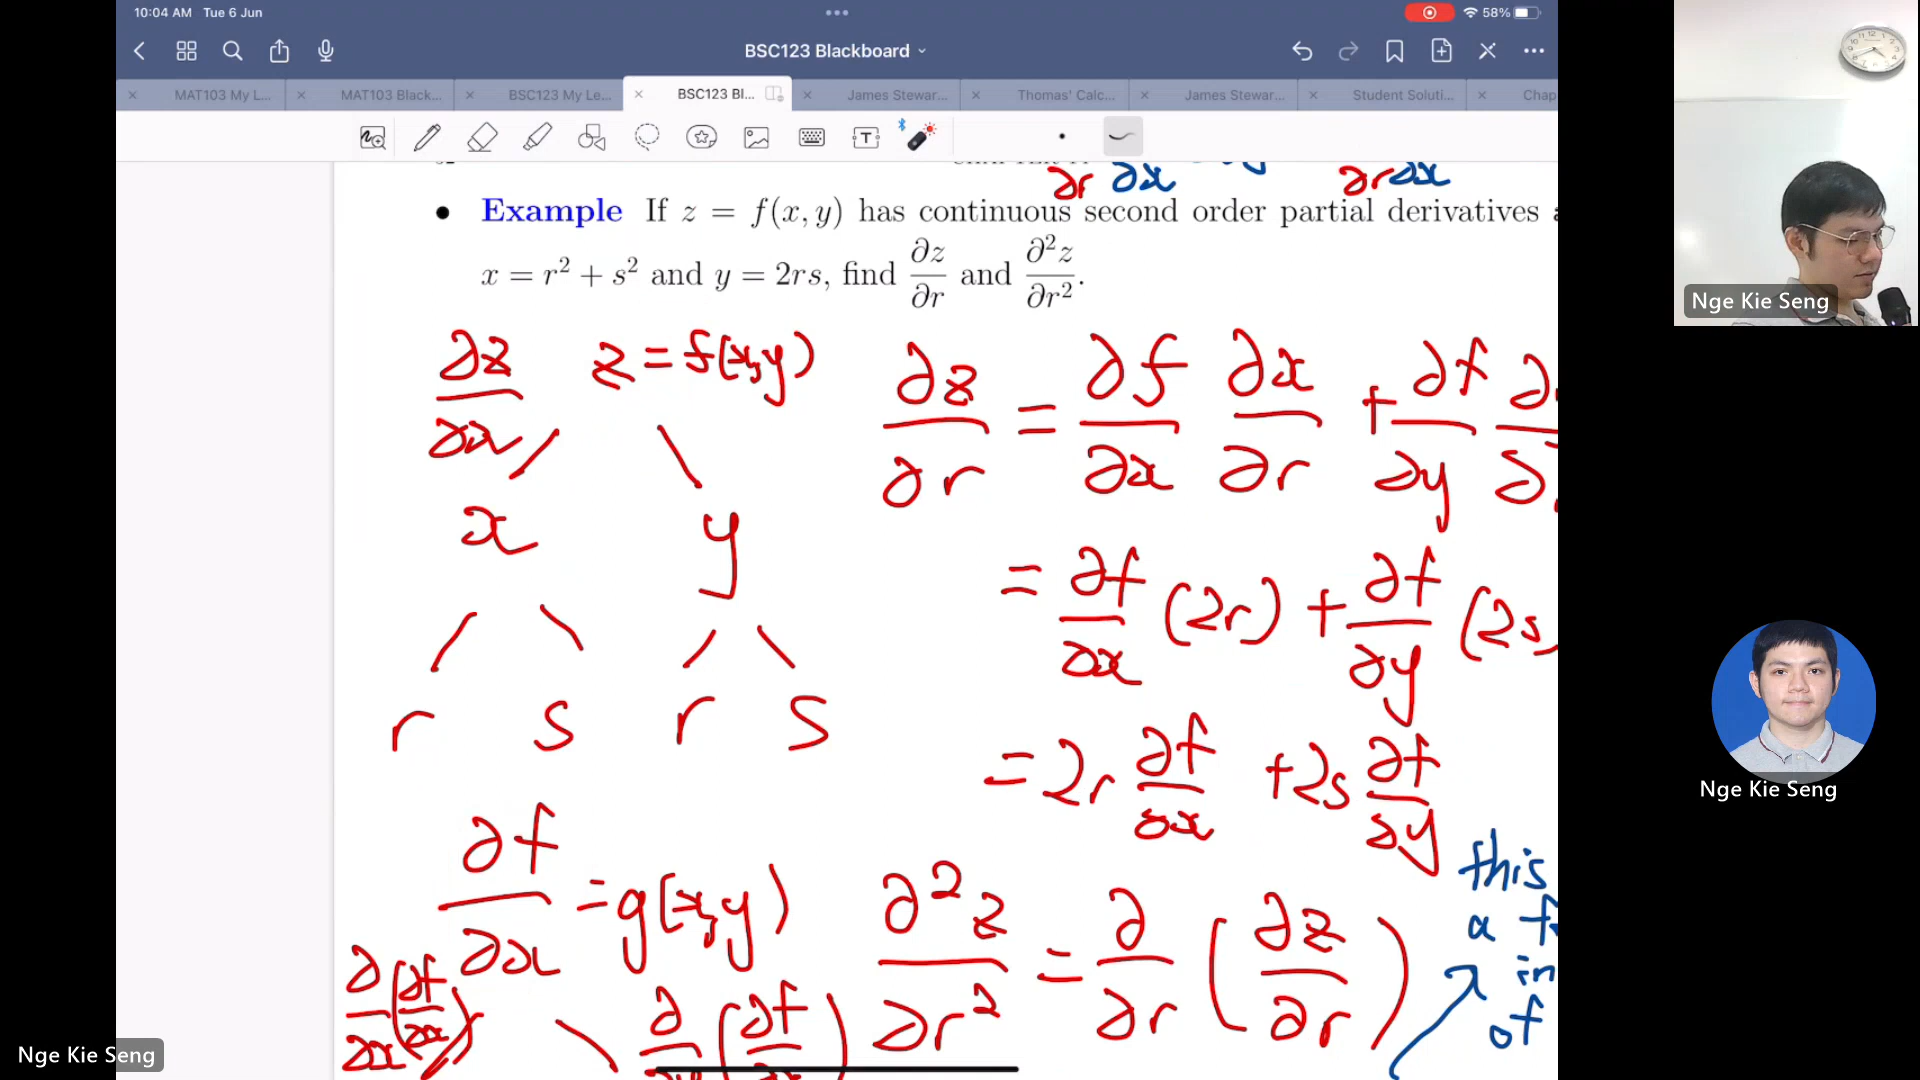 10:04 AM Tue 6 Jun
58%
BSC123 Blackboard
MAT103 My L...
MAT103 Black...
BSC123 My Le...
BSC123 Bl...
James Stewar...
Thomas' Calc...
James Stewar...
Student Soluti...
Chap
∂r ∂x ∂r∂x
• Example If z = f(x, y) has continuous second order partial derivatives
x = r² + s² and y = 2rs, find ∂z/∂r and ∂²z/∂r².
∂z/∂x z = f(x,y) ∂z/∂r = ∂f/∂x ∂x/∂r + ∂f/∂y
x y
= ∂f/∂x (2r) + ∂f/∂y (2s)
r s r s
= 2r ∂f/∂x + 2s ∂f/∂y
∂f/∂x = g(x,y) ∂²z/∂r² = ∂/∂r (∂z/∂r)
this
a f
in
of
∂/∂x (∂f/∂x)
Nge Kie Seng
Nge Kie Seng
Nge Kie Seng